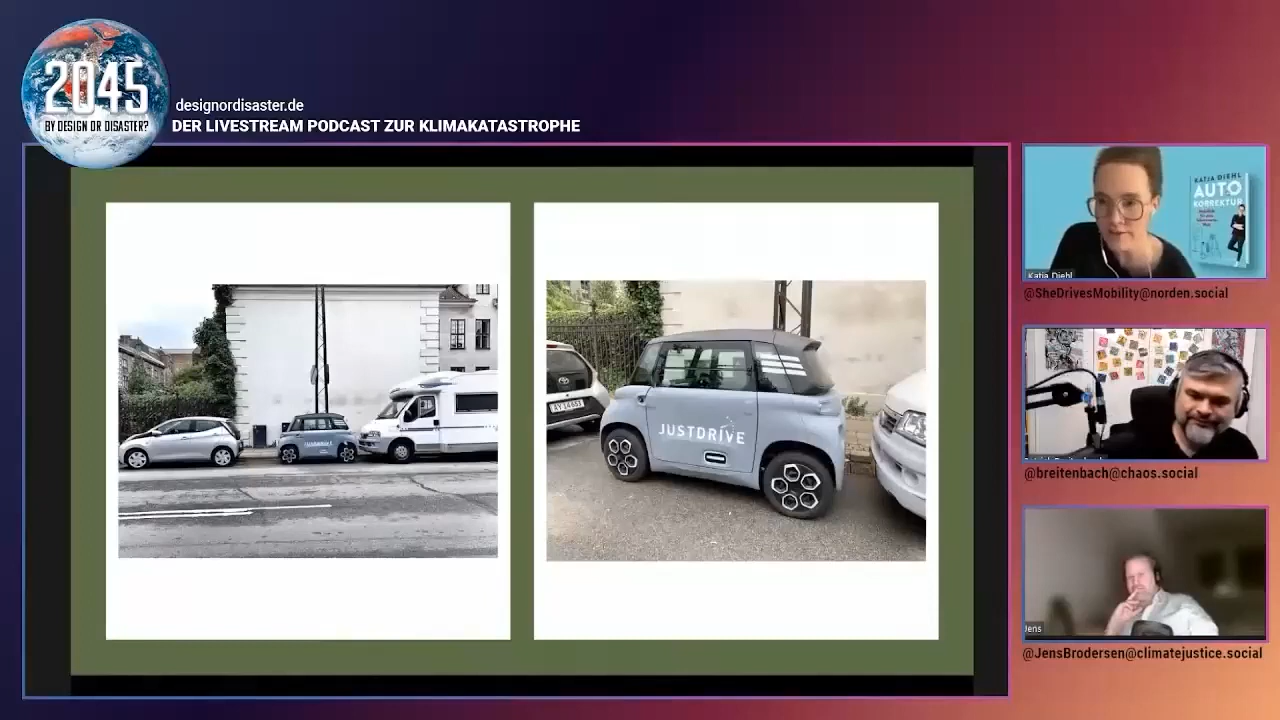 2045
BY DESIGN OR DISASTER?
designordisaster.de
DER LIVESTREAM PODCAST ZUR KLIMAKATASTROPHE
JUSTDRIVE
JUSTDRIVE
KATJA DIEHL
AUTO
KORREKTUR
Katja Diehl
@SheDrivesMobility@norden.social
@breitenbach@chaos.social
Jens
@JensBrodersen@climatejustice.social